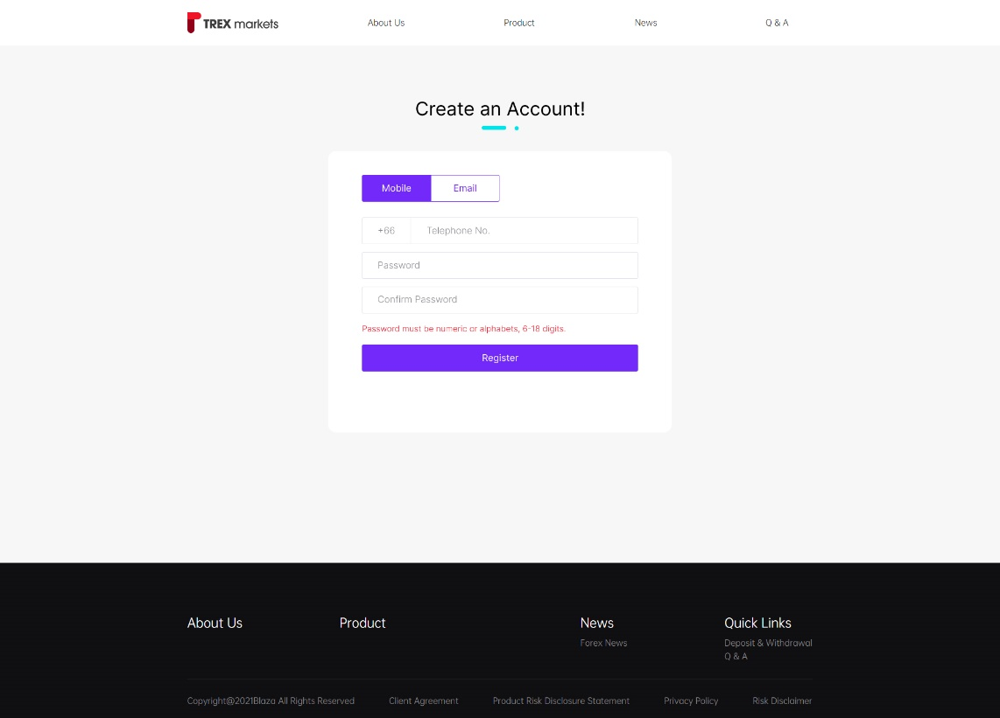 TREX markets
About Us
Product
News
Q & A
Create an Account!
Mobile
Email
+66
Telephone No.
Password
Confirm Password
Password must be numeric or alphabets, 6-18 digits.
Register
About Us
Product
News
Forex News
Quick Links
Deposit & Withdrawal
Q & A
Copyright@2021Blaza All Rights Reserved
Client Agreement
Product Risk Disclosure Statement
Privacy Policy
Risk Disclaimer